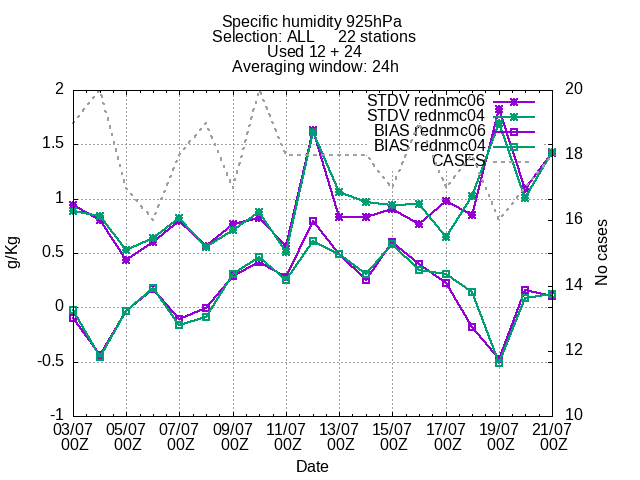 Specific humidity 925hPa
Selection: ALL 22 stations
Used 12 + 24
Averaging window: 24h
STDV rednmc06
STDV rednmc04
BIAS rednmc06
BIAS rednmc04
CASES
2
1.5
1
0.5
0
-0.5
-1
g/Kg
20
18
16
14
12
10
No cases
03/07 05/07 07/07 09/07 11/07 13/07 15/07 17/07 19/07 21/07
00Z 00Z 00Z 00Z 00Z 00Z 00Z 00Z 00Z 00Z
Date